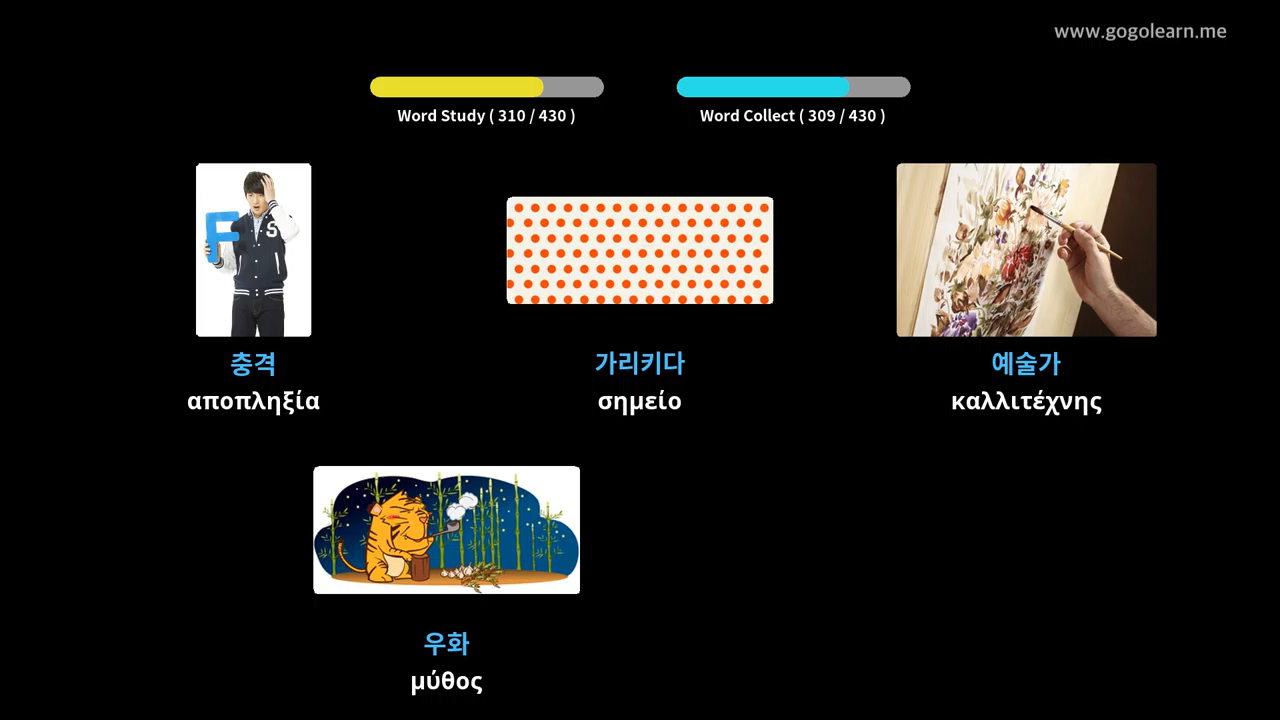 www.gogolearn.me
Word Study ( 310 / 430 )
Word Collect ( 309 / 430 )
F
S
충격
αποπληξία
가리키다
σημείο
예술가
καλλιτέχνης
우화
μύθος